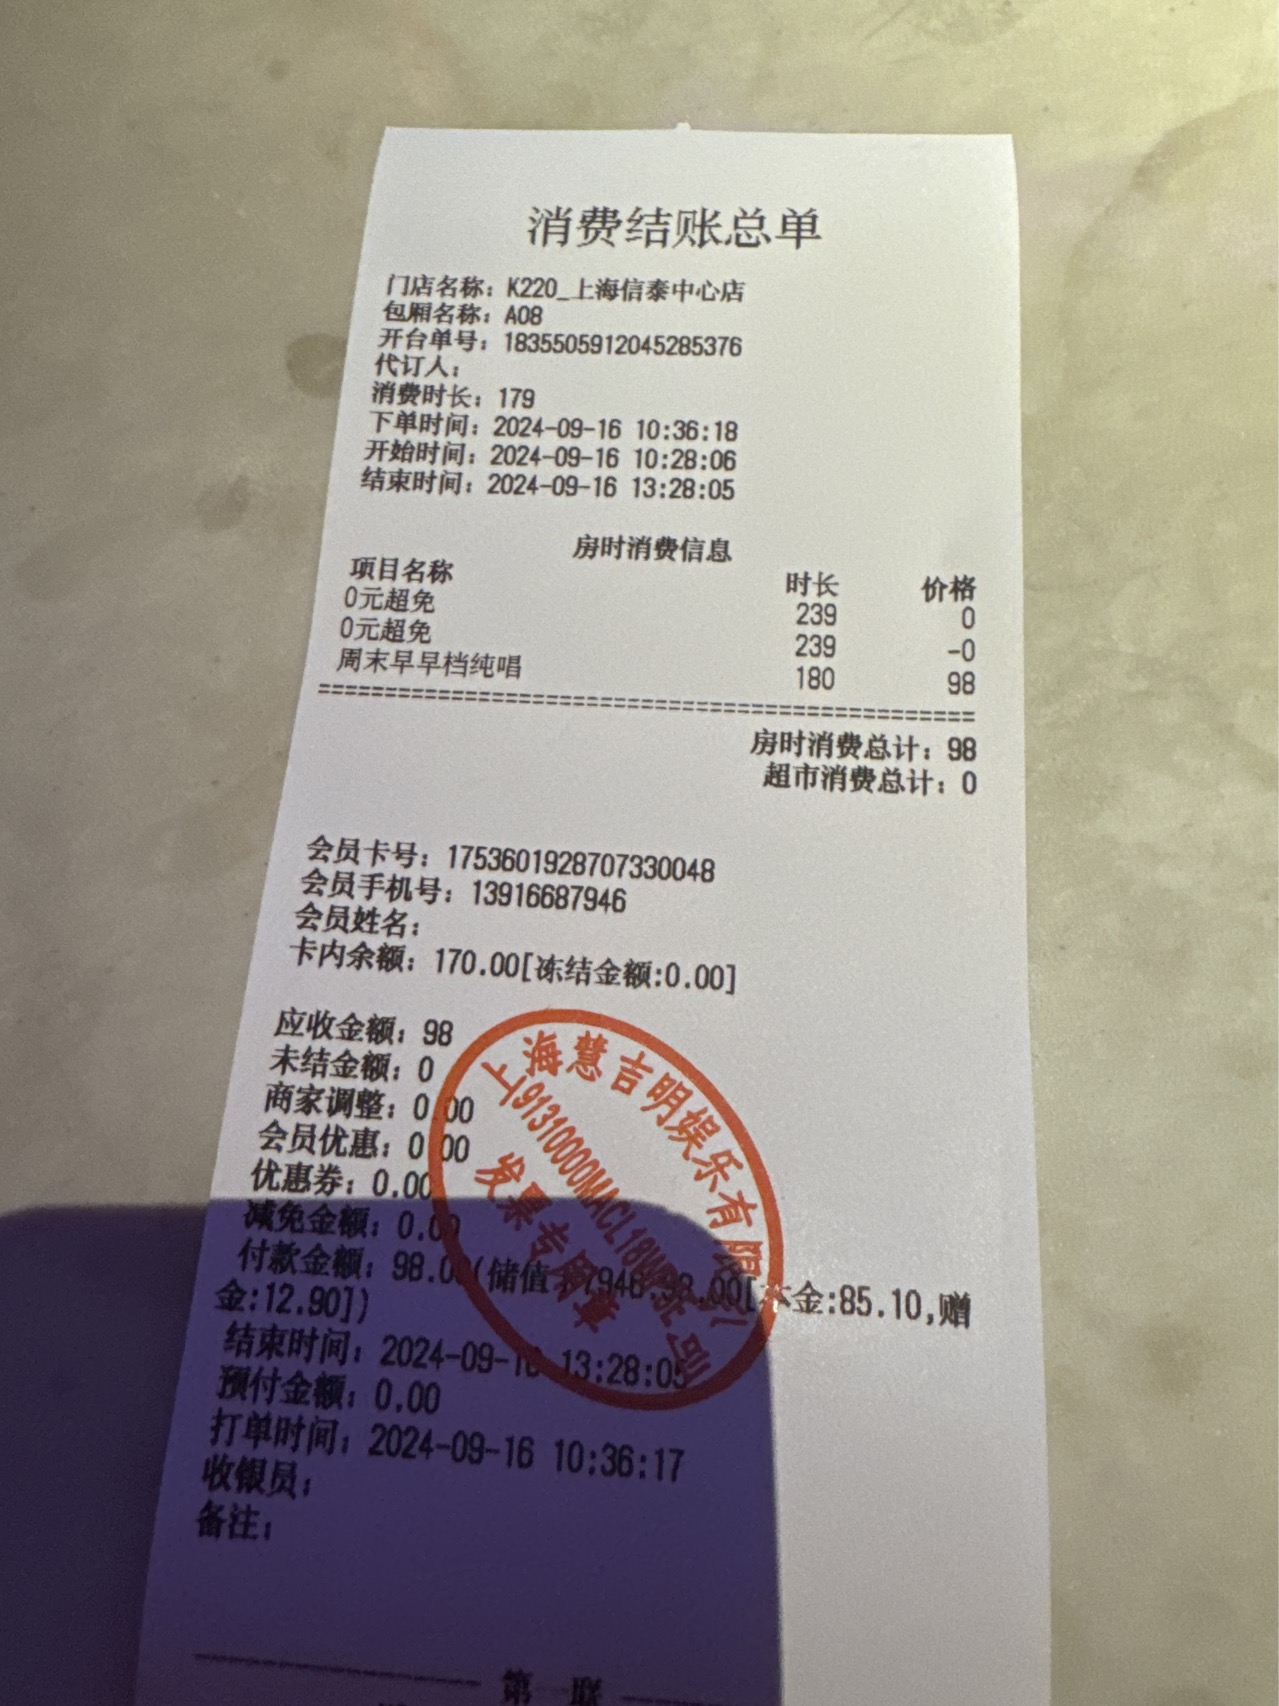 消费结账总单
门店名称：K220_上海信泰中心店
包厢名称：A08
开台单号：1835505912045285376
代订人：
消费时长：179
下单时间：2024-09-16 10:36:18
开始时间：2024-09-16 10:28:06
结束时间：2024-09-16 13:28:05
房时消费信息
项目名称 时长 价格
0元超免 239 0
0元超免 239 -0
周末早早档纯唱 180 98
================================================
房时消费总计：98
超市消费总计：0
会员卡号：1753601928707330048
会员手机号：13916687946
会员姓名：
卡内余额：170.00[冻结金额:0.00]
应收金额：98
未结金额：0
商家调整：0.00
会员优惠：0.00
优惠券：0.00
减免金额：0.00
付款金额：98.00(储值 7946:98.00[本金:85.10,赠
金:12.90])
结束时间：2024-09-16 13:28:05
预付金额：0.00
打单时间：2024-09-16 10:36:17
收银员：
备注：
第一联
上海慧吉明娱乐有限公司
发票专用章